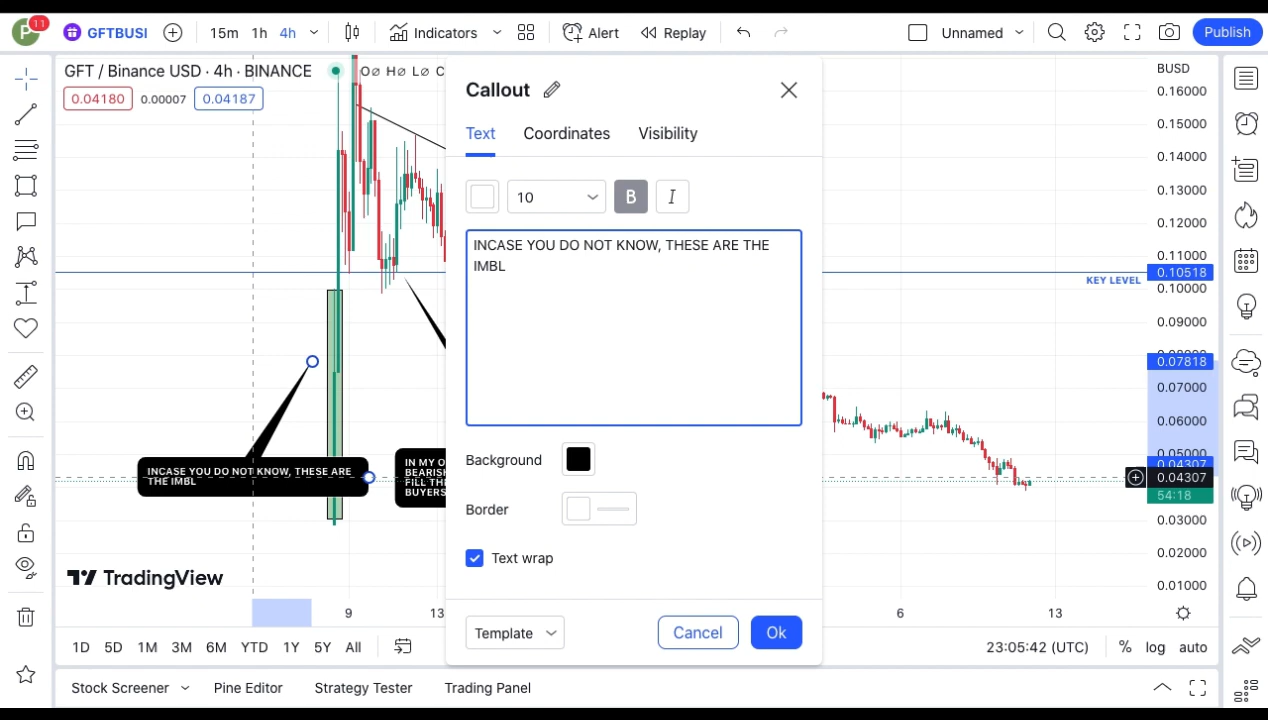 P
11
GFTBUSI
15m 1h 4h
Indicators
Alert
Replay
Unnamed
Publish
GFT / Binance USD · 4h · BINANCE
O∅ H∅ L∅ C
0.04180 0.00007 0.04187
BUSD
0.16000
0.15000
0.14000
0.13000
0.12000
0.11000
0.10518
KEY LEVEL
0.10000
0.09000
0.08000
0.07818
0.07000
0.06000
0.05000
0.04307
0.04307
54:18
0.03000
0.02000
0.01000
INCASE YOU DO NOT KNOW, THESE ARE
THE IMBL
IN MY O
BEARIS
FILL THE
BUYERS
TradingView
9
13
6
13
Callout
Text Coordinates Visibility
10
B I
INCASE YOU DO NOT KNOW, THESE ARE THE
IMBL
Background
Border
Text wrap
Template
Cancel
Ok
1D 5D 1M 3M 6M YTD 1Y 5Y All
23:05:42 (UTC)
% log auto
Stock Screener
Pine Editor
Strategy Tester
Trading Panel